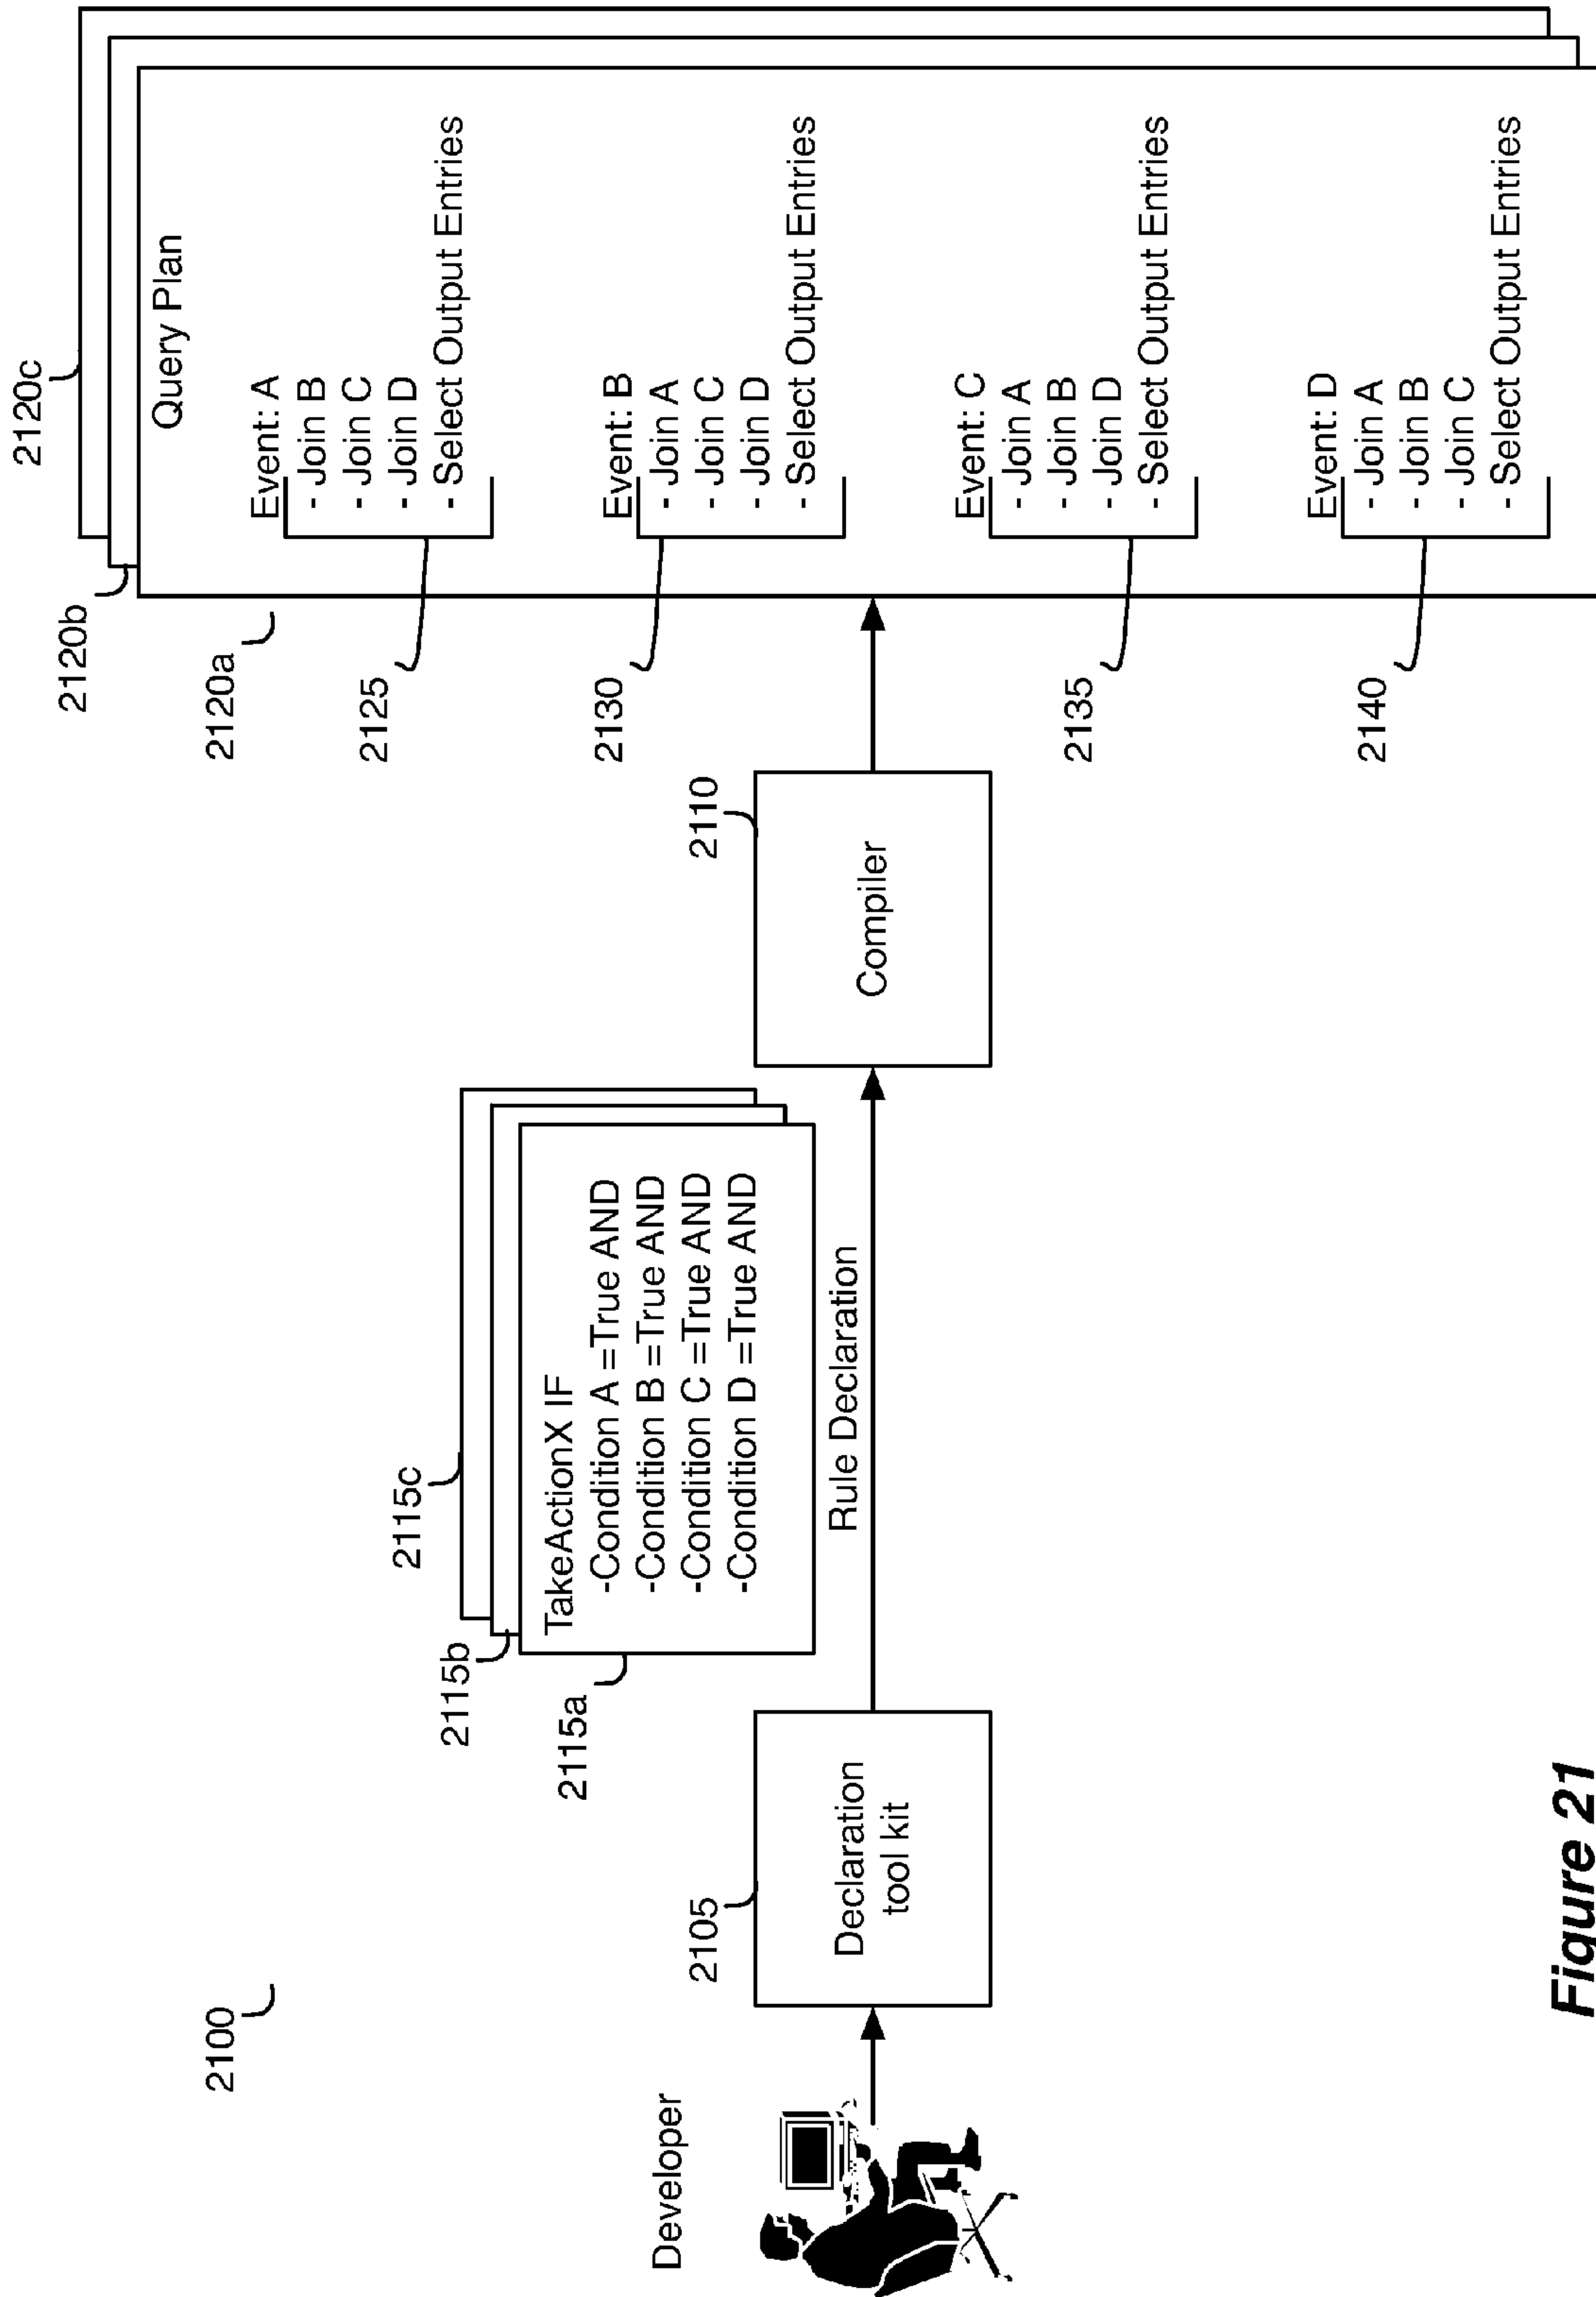 2100
Developer
2105
Declaration
tool kit
2115a
2115b
2115c
TakeActionX IF
-Condition A =True AND
-Condition B =True AND
-Condition C =True AND
-Condition D =True AND
Rule Declaration
2110
Compiler
2120a
2120b
2120c
2125
2130
2135
2140
Query Plan
Event: A
- Join B
- Join C
- Join D
- Select Output Entries
Event: B
- Join A
- Join C
- Join D
- Select Output Entries
Event: C
- Join A
- Join B
- Join D
- Select Output Entries
Event: D
- Join A
- Join B
- Join C
- Select Output Entries
Figure 21